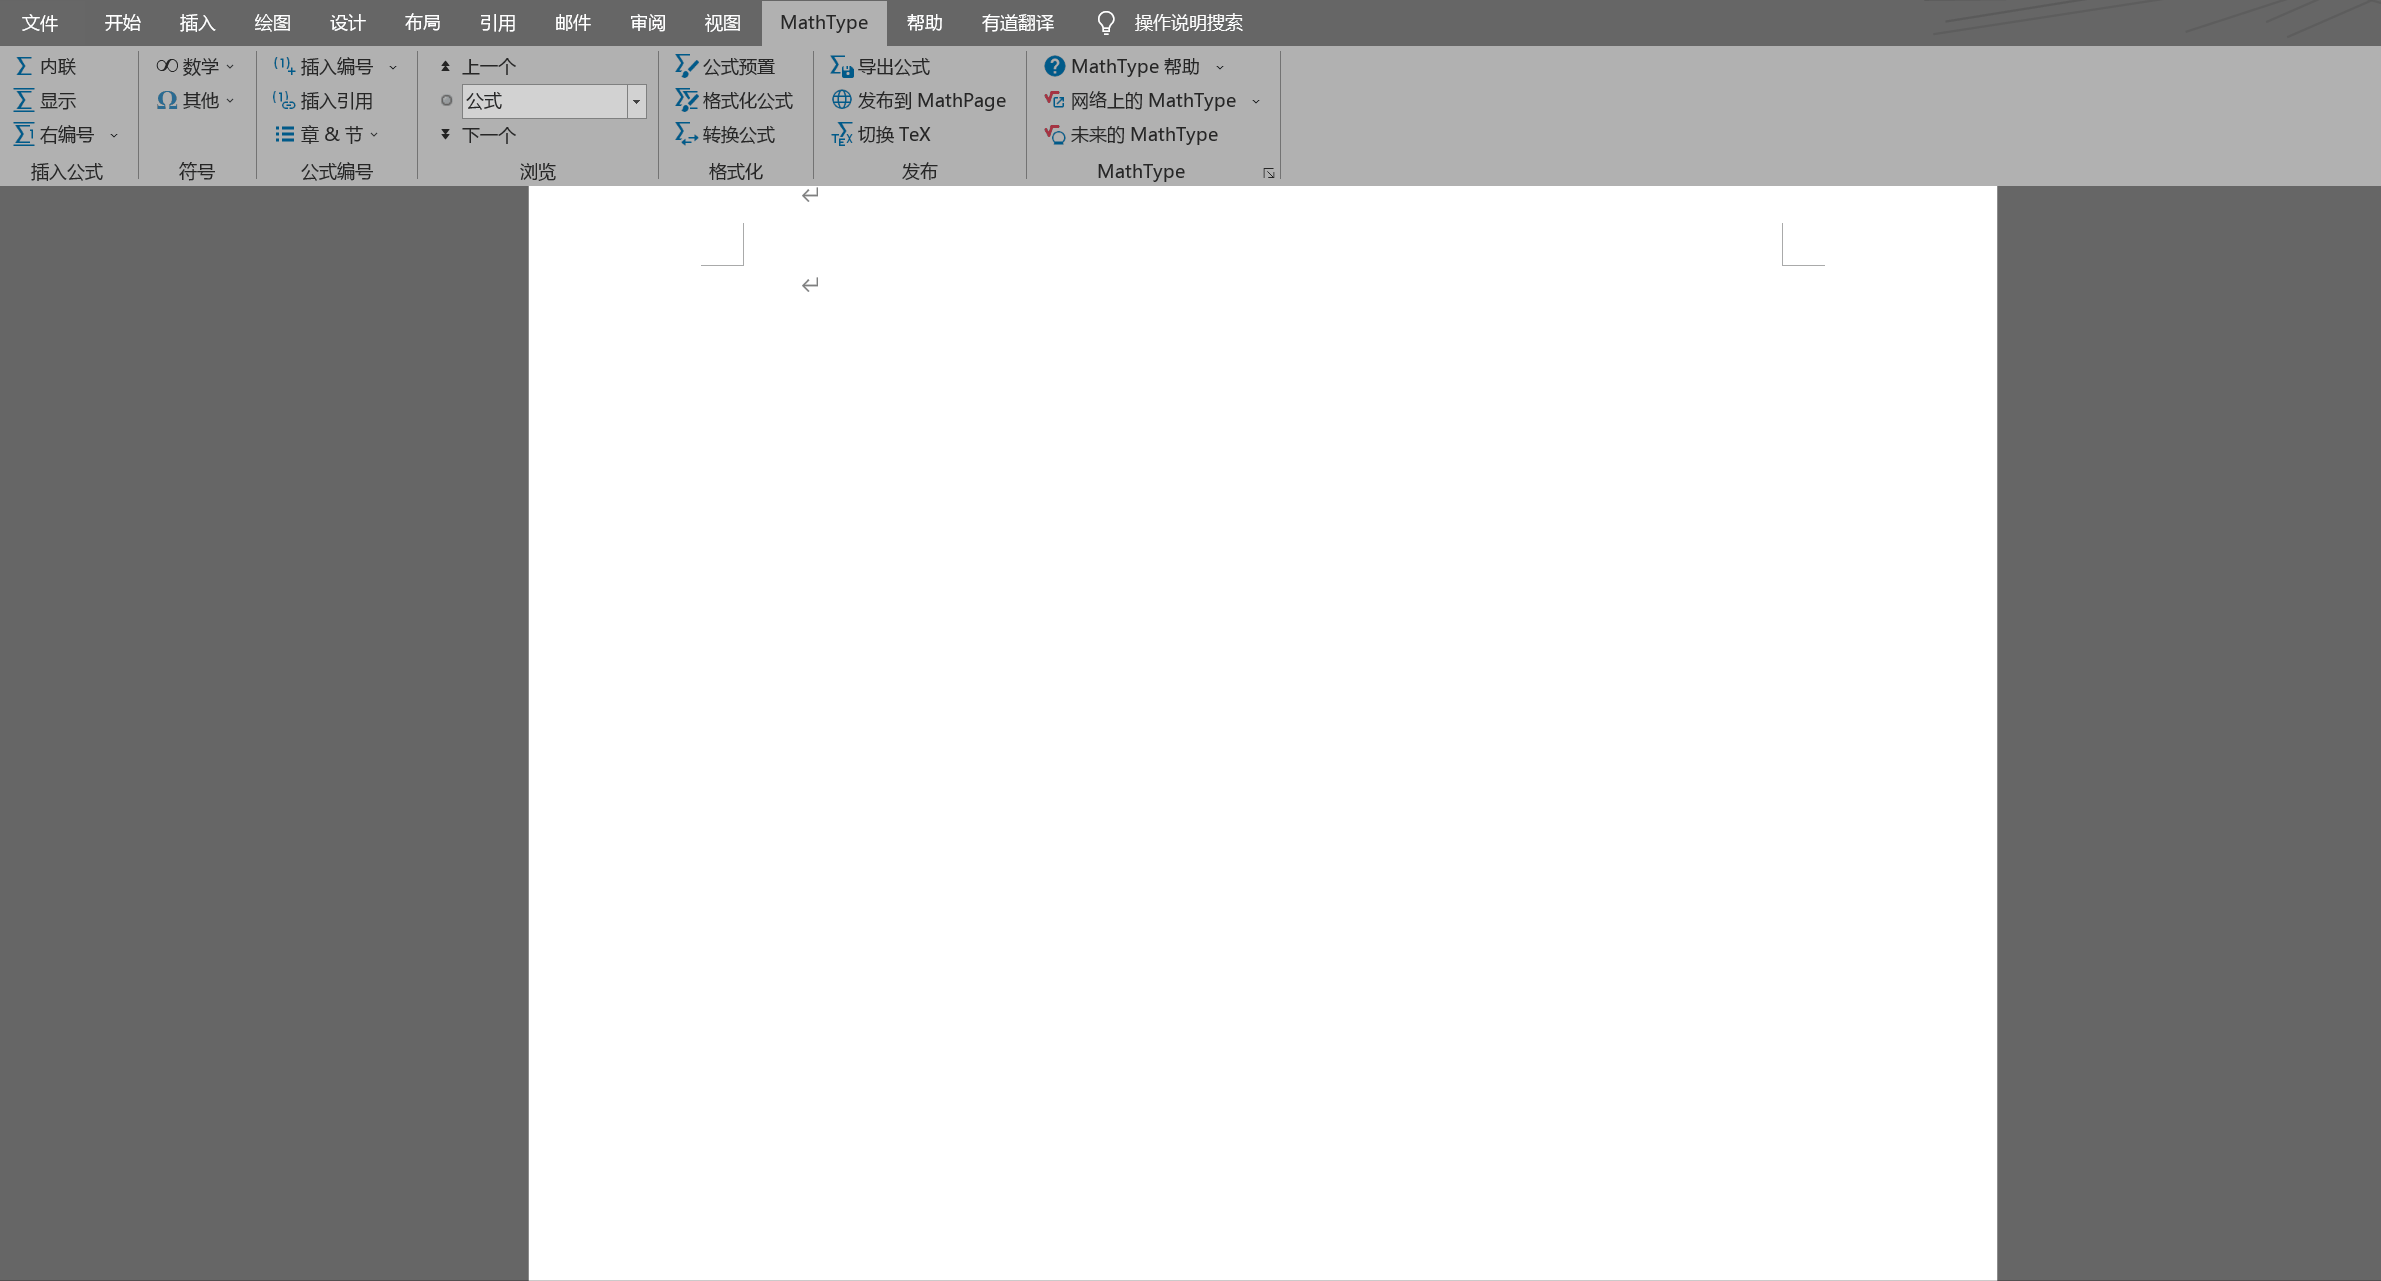 文件 开始 插入 绘图 设计 布局 引用 邮件 审阅 视图 MathType 帮助 有道翻译 操作说明搜索
内联 数学 插入编号 上一个 公式预置 导出公式 MathType 帮助
显示 其他 插入引用 公式 格式化公式 发布到 MathPage 网络上的 MathType
右编号 章 & 节 下一个 转换公式 切换 TeX 未来的 MathType
插入公式 符号 公式编号 浏览 格式化 发布 MathType